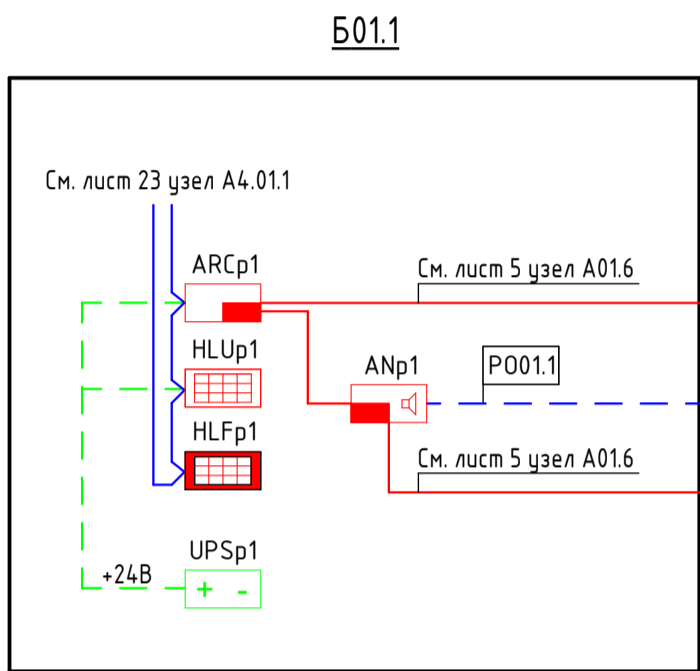 Б01.1
См. лист 23 узел А4.01.1
ARCp1
См. лист 5 узел А01.6
HLUp1
ANp1
РО01.1
HLFp1
См. лист 5 узел А01.6
UPSp1
+24В
+ -